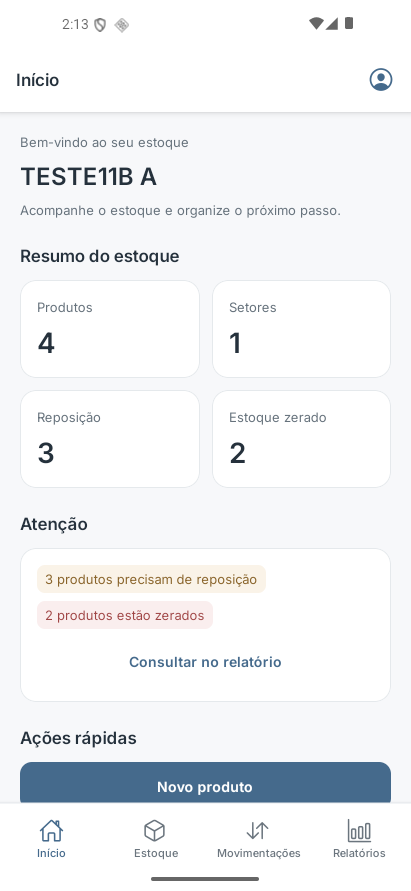 2:13
Início
Bem-vindo ao seu estoque
TESTE11B A
Acompanhe o estoque e organize o próximo passo.
Resumo do estoque
Produtos
Setores
4
1
Reposição
Estoque zerado
3
2
Atenção
3 produtos precisam de reposição
2 produtos estão zerados
Consultar no relatório
Ações rápidas
Novo produto
Início
Estoque
Movimentações
Relatórios